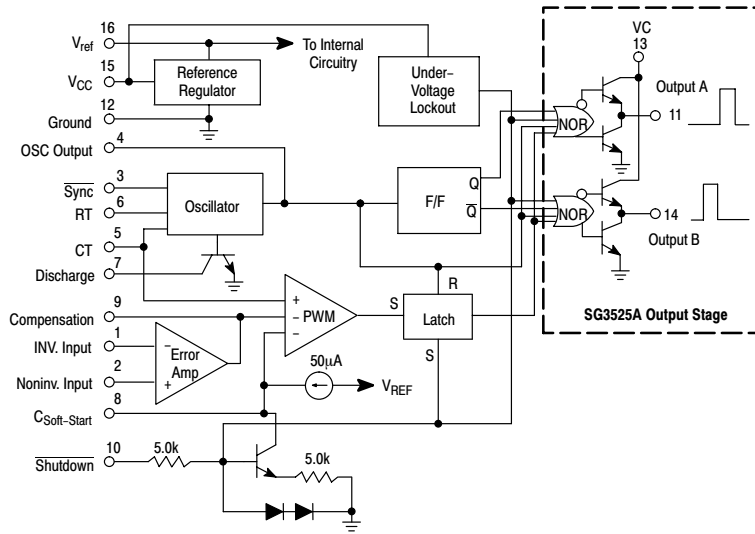 16
Vref
To Internal
Circuitry
15
VCC
Reference
Regulator
Under–
Voltage
Lockout
12
Ground
4
OSC Output
3
Sync
6
RT
Oscillator
5
CT
7
Discharge
F/F
Q
Q
VC
13
NOR
Output A
11
NOR
14
Output B
SG3525A Output Stage
9
Compensation
1
INV. Input
2
Noninv. Input
–
+
Error
Amp
+
–
–
PWM
S
R
Latch
S
50µA
VREF
8
CSoft–Start
10
Shutdown
5.0k
5.0k